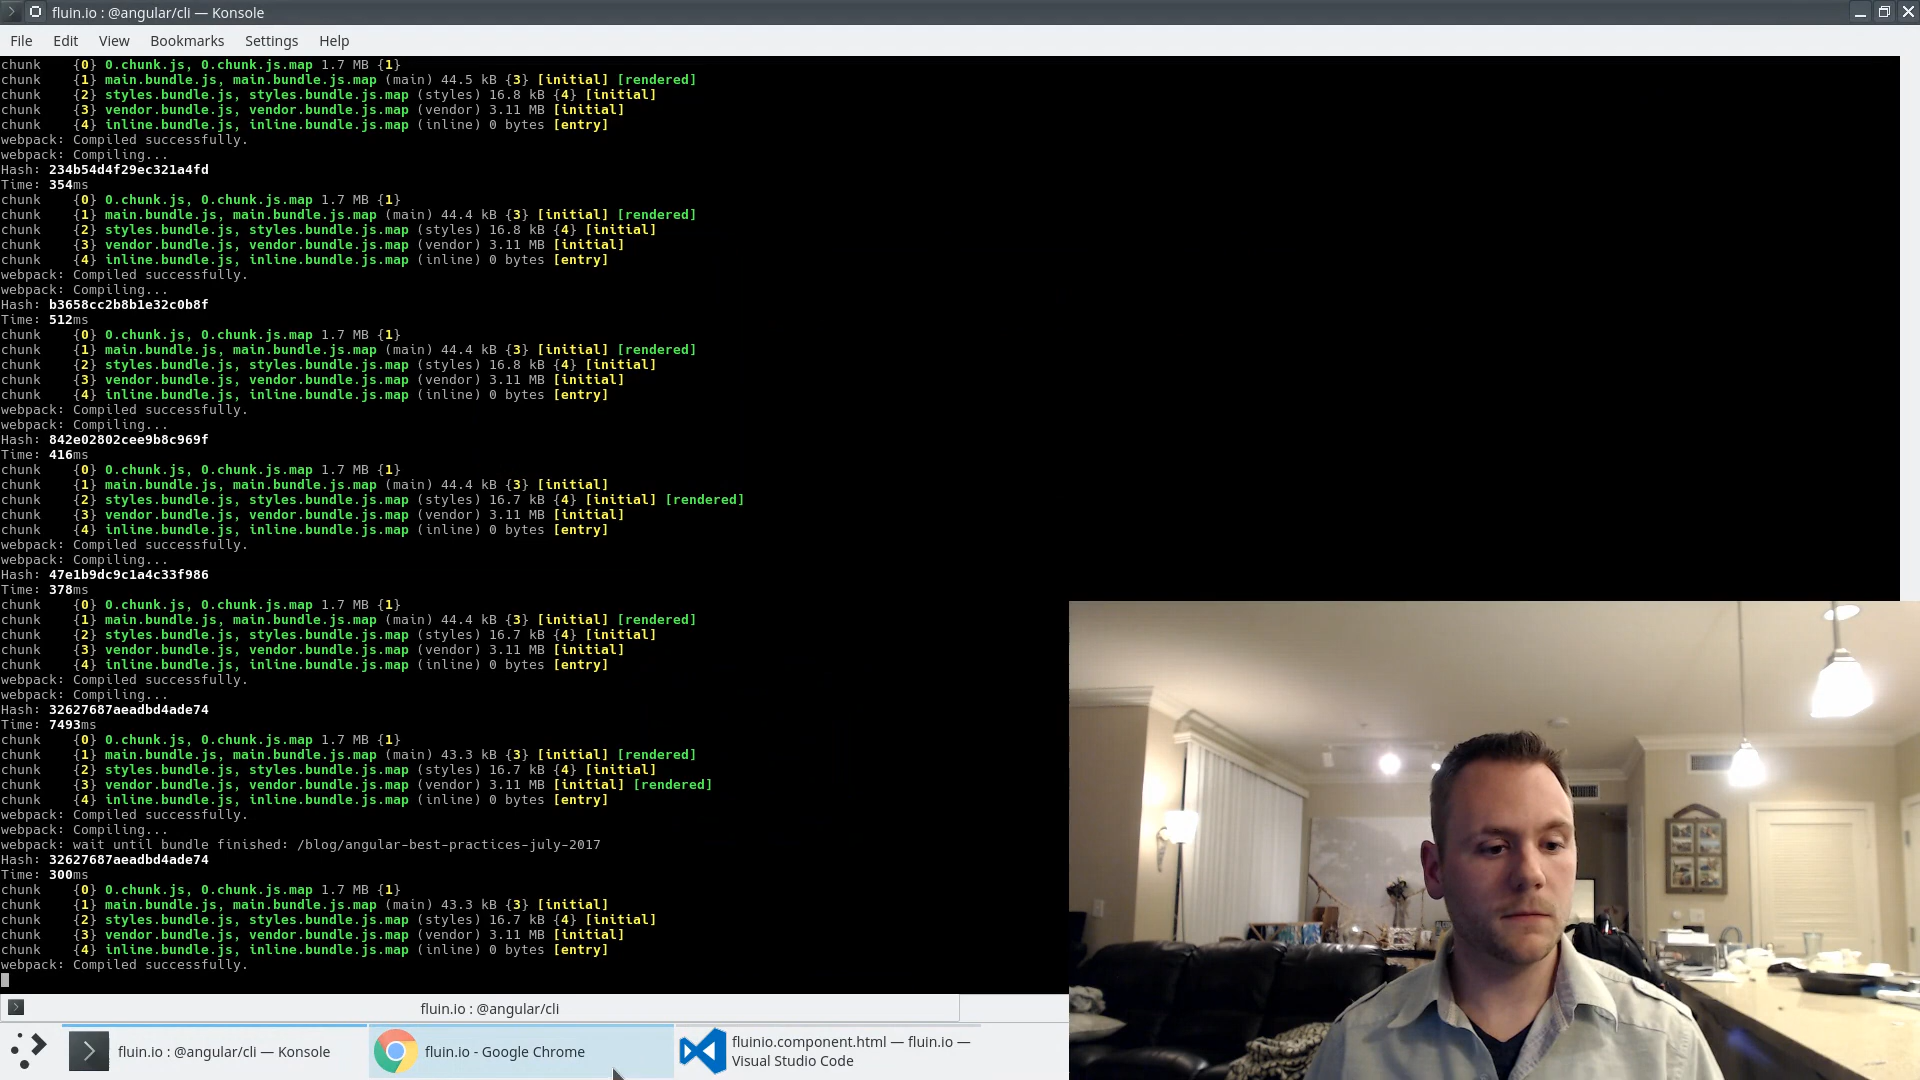 fluin.io : @angular/cli — Konsole
File Edit View Bookmarks Settings Help
chunk {0} 0.chunk.js, 0.chunk.js.map 1.7 MB {1}
chunk {1} main.bundle.js, main.bundle.js.map (main) 44.5 kB {3} [initial] [rendered]
chunk {2} styles.bundle.js, styles.bundle.js.map (styles) 16.8 kB {4} [initial]
chunk {3} vendor.bundle.js, vendor.bundle.js.map (vendor) 3.11 MB [initial]
chunk {4} inline.bundle.js, inline.bundle.js.map (inline) 0 bytes [entry]
webpack: Compiled successfully.
webpack: Compiling...
Hash: 234b54d4f29ec321a4fd
Time: 354ms
chunk {0} 0.chunk.js, 0.chunk.js.map 1.7 MB {1}
chunk {1} main.bundle.js, main.bundle.js.map (main) 44.4 kB {3} [initial] [rendered]
chunk {2} styles.bundle.js, styles.bundle.js.map (styles) 16.8 kB {4} [initial]
chunk {3} vendor.bundle.js, vendor.bundle.js.map (vendor) 3.11 MB [initial]
chunk {4} inline.bundle.js, inline.bundle.js.map (inline) 0 bytes [entry]
webpack: Compiled successfully.
webpack: Compiling...
Hash: b3658cc2b8b1e32c0b8f
Time: 512ms
chunk {0} 0.chunk.js, 0.chunk.js.map 1.7 MB {1}
chunk {1} main.bundle.js, main.bundle.js.map (main) 44.4 kB {3} [initial] [rendered]
chunk {2} styles.bundle.js, styles.bundle.js.map (styles) 16.8 kB {4} [initial]
chunk {3} vendor.bundle.js, vendor.bundle.js.map (vendor) 3.11 MB [initial]
chunk {4} inline.bundle.js, inline.bundle.js.map (inline) 0 bytes [entry]
webpack: Compiled successfully.
webpack: Compiling...
Hash: 842e02802cee9b8c969f
Time: 416ms
chunk {0} 0.chunk.js, 0.chunk.js.map 1.7 MB {1}
chunk {1} main.bundle.js, main.bundle.js.map (main) 44.4 kB {3} [initial]
chunk {2} styles.bundle.js, styles.bundle.js.map (styles) 16.7 kB {4} [initial] [rendered]
chunk {3} vendor.bundle.js, vendor.bundle.js.map (vendor) 3.11 MB [initial]
chunk {4} inline.bundle.js, inline.bundle.js.map (inline) 0 bytes [entry]
webpack: Compiled successfully.
webpack: Compiling...
Hash: 47e1b9dc9c1a4c33f986
Time: 378ms
chunk {0} 0.chunk.js, 0.chunk.js.map 1.7 MB {1}
chunk {1} main.bundle.js, main.bundle.js.map (main) 44.4 kB {3} [initial] [rendered]
chunk {2} styles.bundle.js, styles.bundle.js.map (styles) 16.7 kB {4} [initial]
chunk {3} vendor.bundle.js, vendor.bundle.js.map (vendor) 3.11 MB [initial]
chunk {4} inline.bundle.js, inline.bundle.js.map (inline) 0 bytes [entry]
webpack: Compiled successfully.
webpack: Compiling...
Hash: 32627687aeadbd4ade74
Time: 7493ms
chunk {0} 0.chunk.js, 0.chunk.js.map 1.7 MB {1}
chunk {1} main.bundle.js, main.bundle.js.map (main) 43.3 kB {3} [initial] [rendered]
chunk {2} styles.bundle.js, styles.bundle.js.map (styles) 16.7 kB {4} [initial]
chunk {3} vendor.bundle.js, vendor.bundle.js.map (vendor) 3.11 MB [initial] [rendered]
chunk {4} inline.bundle.js, inline.bundle.js.map (inline) 0 bytes [entry]
webpack: Compiled successfully.
webpack: Compiling...
webpack: wait until bundle finished: /blog/angular-best-practices-july-2017
Hash: 32627687aeadbd4ade74
Time: 300ms
chunk {0} 0.chunk.js, 0.chunk.js.map 1.7 MB {1}
chunk {1} main.bundle.js, main.bundle.js.map (main) 43.3 kB {3} [initial]
chunk {2} styles.bundle.js, styles.bundle.js.map (styles) 16.7 kB {4} [initial]
chunk {3} vendor.bundle.js, vendor.bundle.js.map (vendor) 3.11 MB [initial]
chunk {4} inline.bundle.js, inline.bundle.js.map (inline) 0 bytes [entry]
webpack: Compiled successfully.
fluin.io : @angular/cli
fluin.io : @angular/cli — Konsole
fluin.io - Google Chrome
fluinio.component.html — fluin.io —
Visual Studio Code